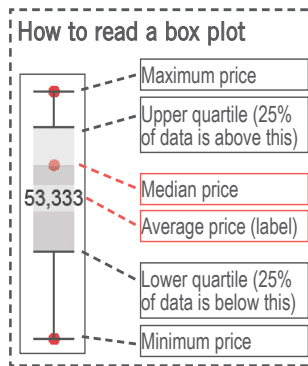 How to read a box plot
Maximum price
Upper quartile (25%
of data is above this)
Median price
53,333
Average price (label)
Lower quartile (25%
of data is below this)
Minimum price